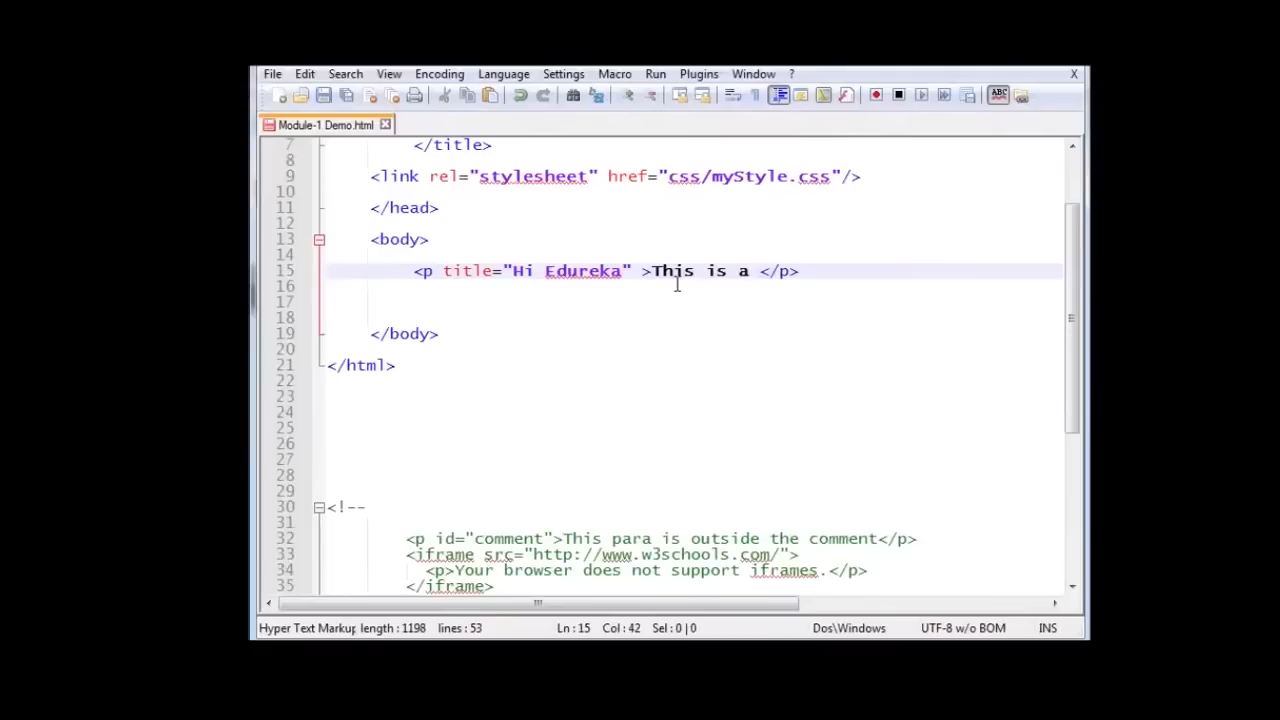 File Edit Search View Encoding Language Settings Macro Run Plugins Window ? X
ABC
Module-1 Demo.html
7 </title>
8
9 <link rel="stylesheet" href="css/myStyle.css"/>
10
11 </head>
12
13 <body>
14
15 <p title="Hi Edureka" >This is a </p>
16
17
18
19 </body>
20
21 </html>
22
23
24
25
26
27
28
29
30 <!--
31
32 <p id="comment">This para is outside the comment</p>
33 <iframe src="http://www.w3schools.com/">
34 <p>Your browser does not support iframes.</p>
35 </iframe>
Hyper Text Markup length : 1198 lines : 53 Ln : 15 Col : 42 Sel : 0 | 0 Dos\Windows UTF-8 w/o BOM INS